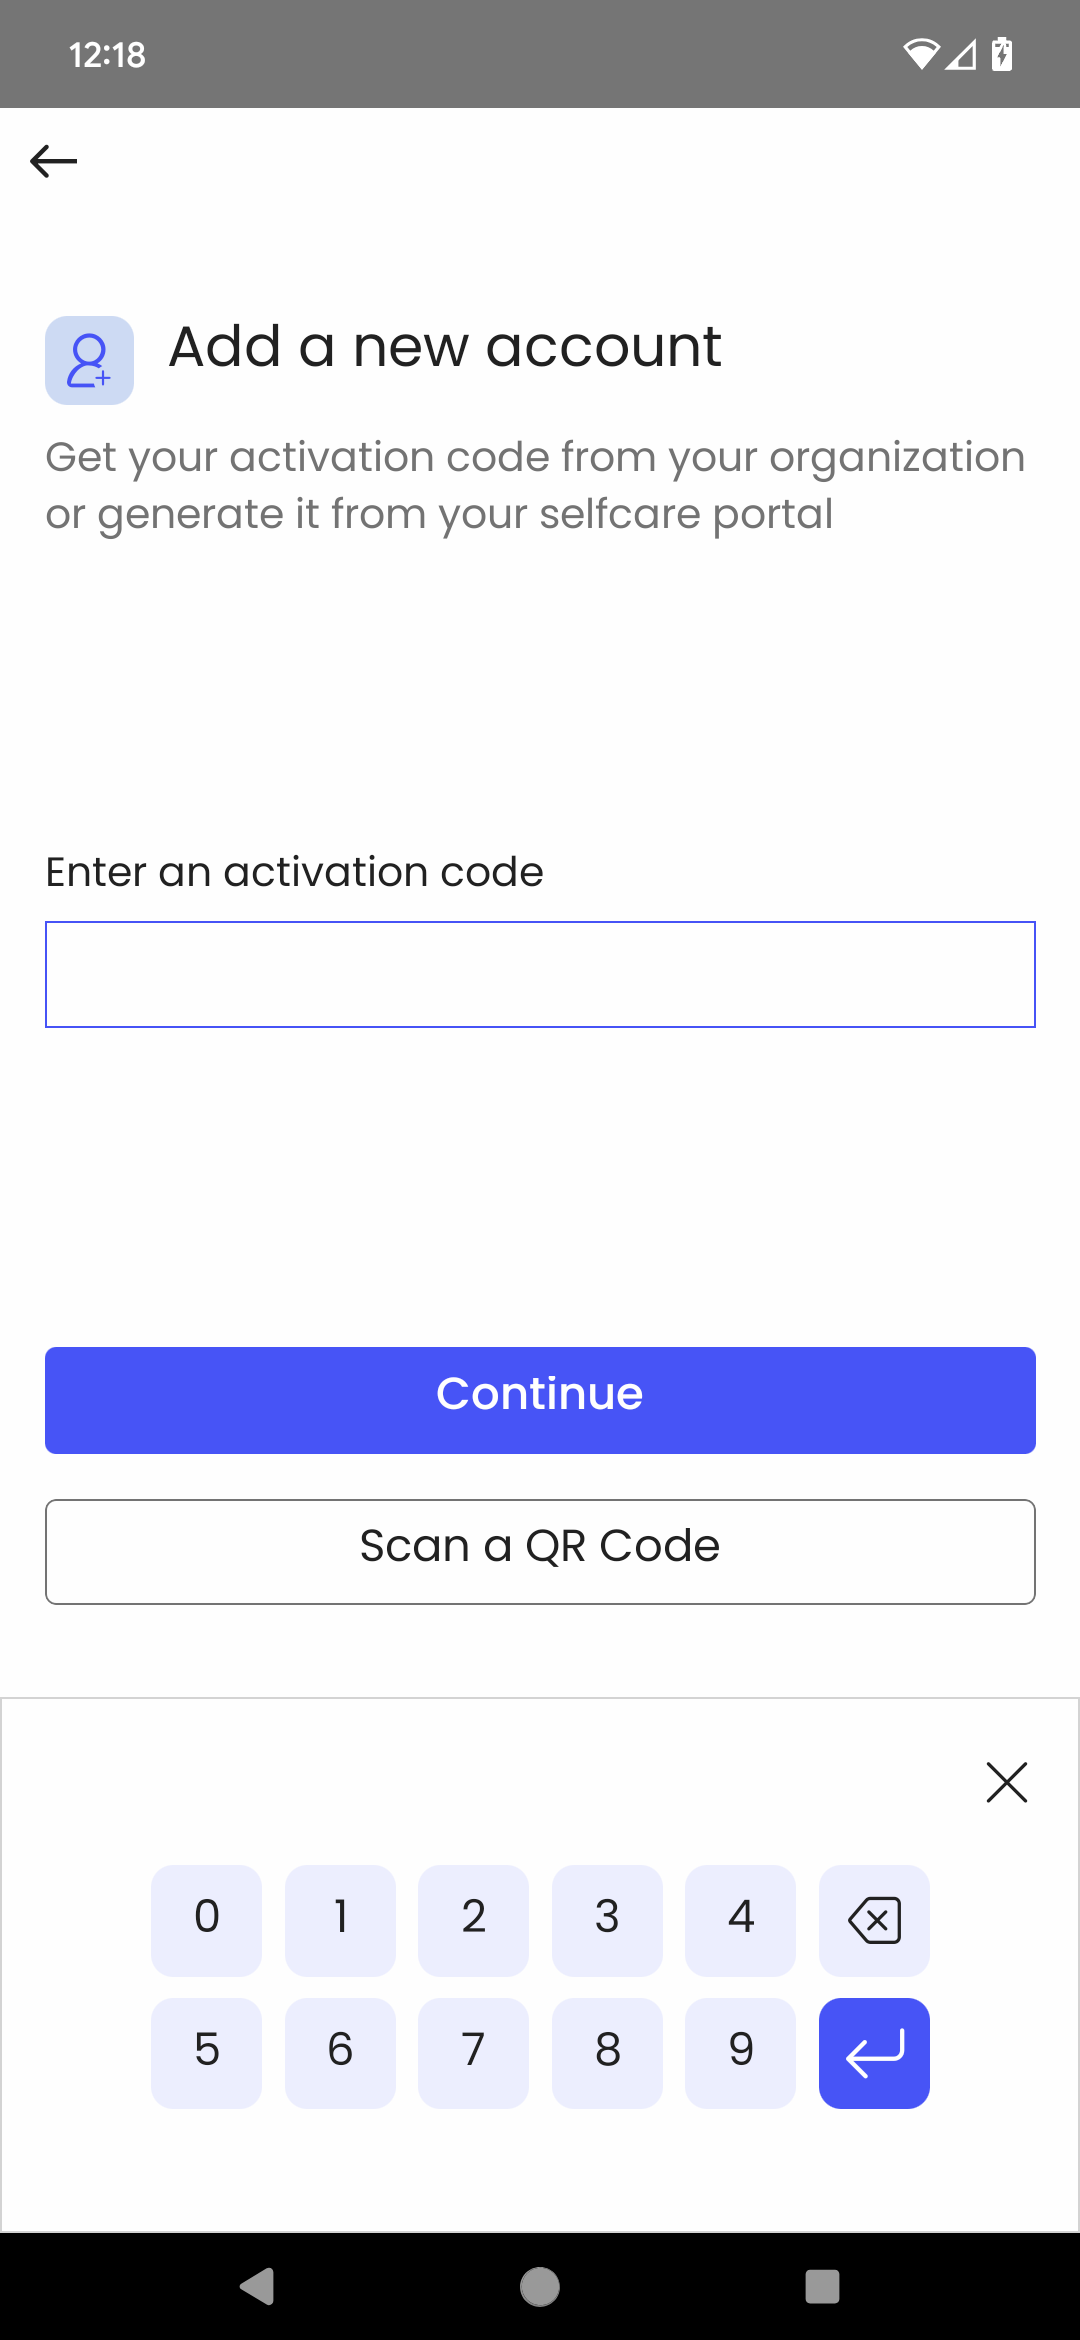 12:18
Add a new account
Get your activation code from your organization
or generate it from your selfcare portal
Enter an activation code
Continue
Scan a QR Code
0 1 2 3 4
5 6 7 8 9